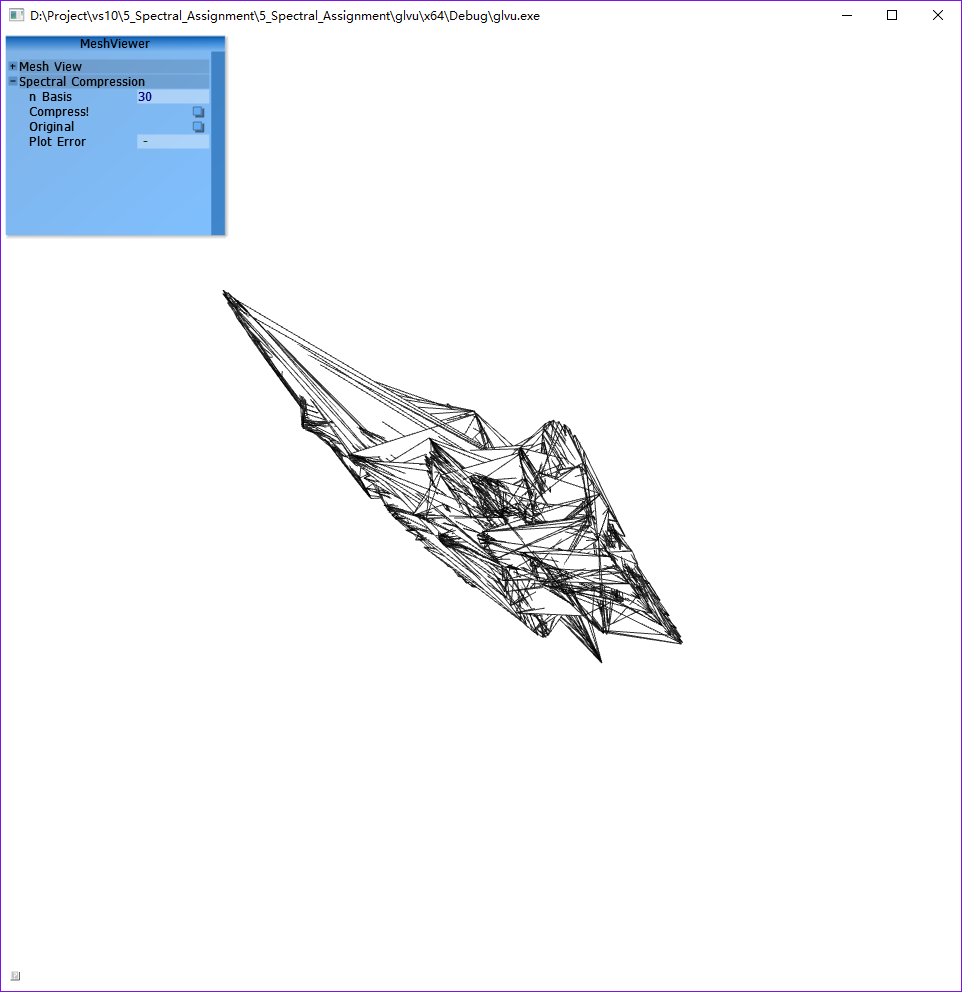 D:\Project\vs10\5_Spectral_Assignment\5_Spectral_Assignment\glvu\x64\Debug\glvu.exe
MeshViewer
Mesh View
Spectral Compression
n Basis 30
Compress!
Original
Plot Error -